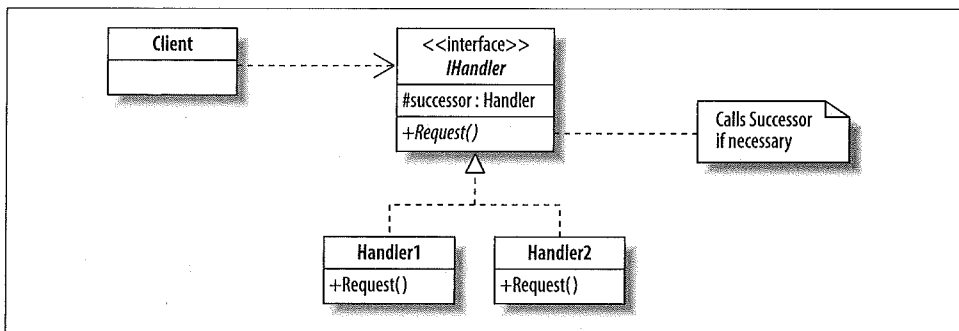 Client
<<interface>>
IHandler
#successor : Handler
+Request()
Calls Successor
if necessary
Handler1
+Request()
Handler2
+Request()